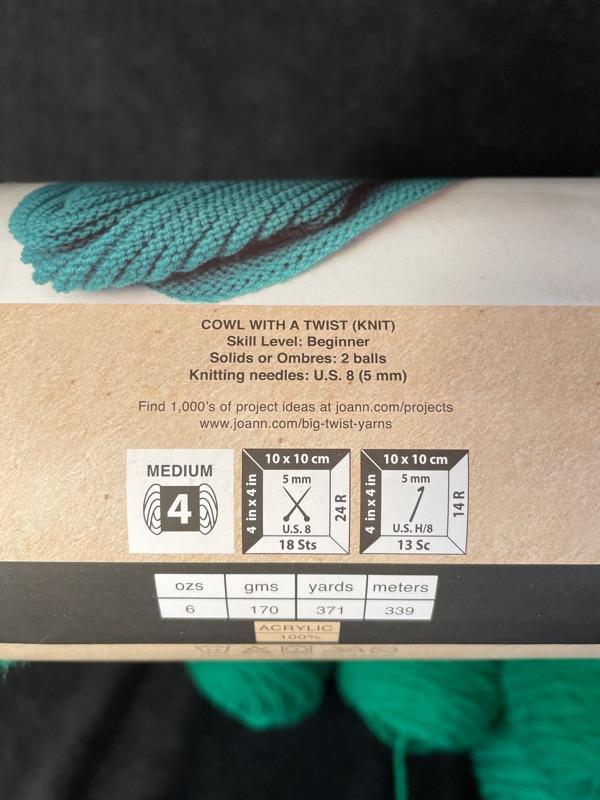 COWL WITH A TWIST (KNIT)
Skill Level: Beginner
Solids or Ombres: 2 balls
Knitting needles: U.S. 8 (5 mm)
Find 1,000's of project ideas at joann.com/projects
www.joann.com/big-twist-yarns
MEDIUM
4
10 x 10 cm
4 in x 4 in
5 mm
U.S. 8
24 R
18 Sts
10 x 10 cm
4 in x 4 in
5 mm
U.S. H/8
14 R
13 Sc
ozs gms yards meters
6 170 371 339
ACRYLIC
100%